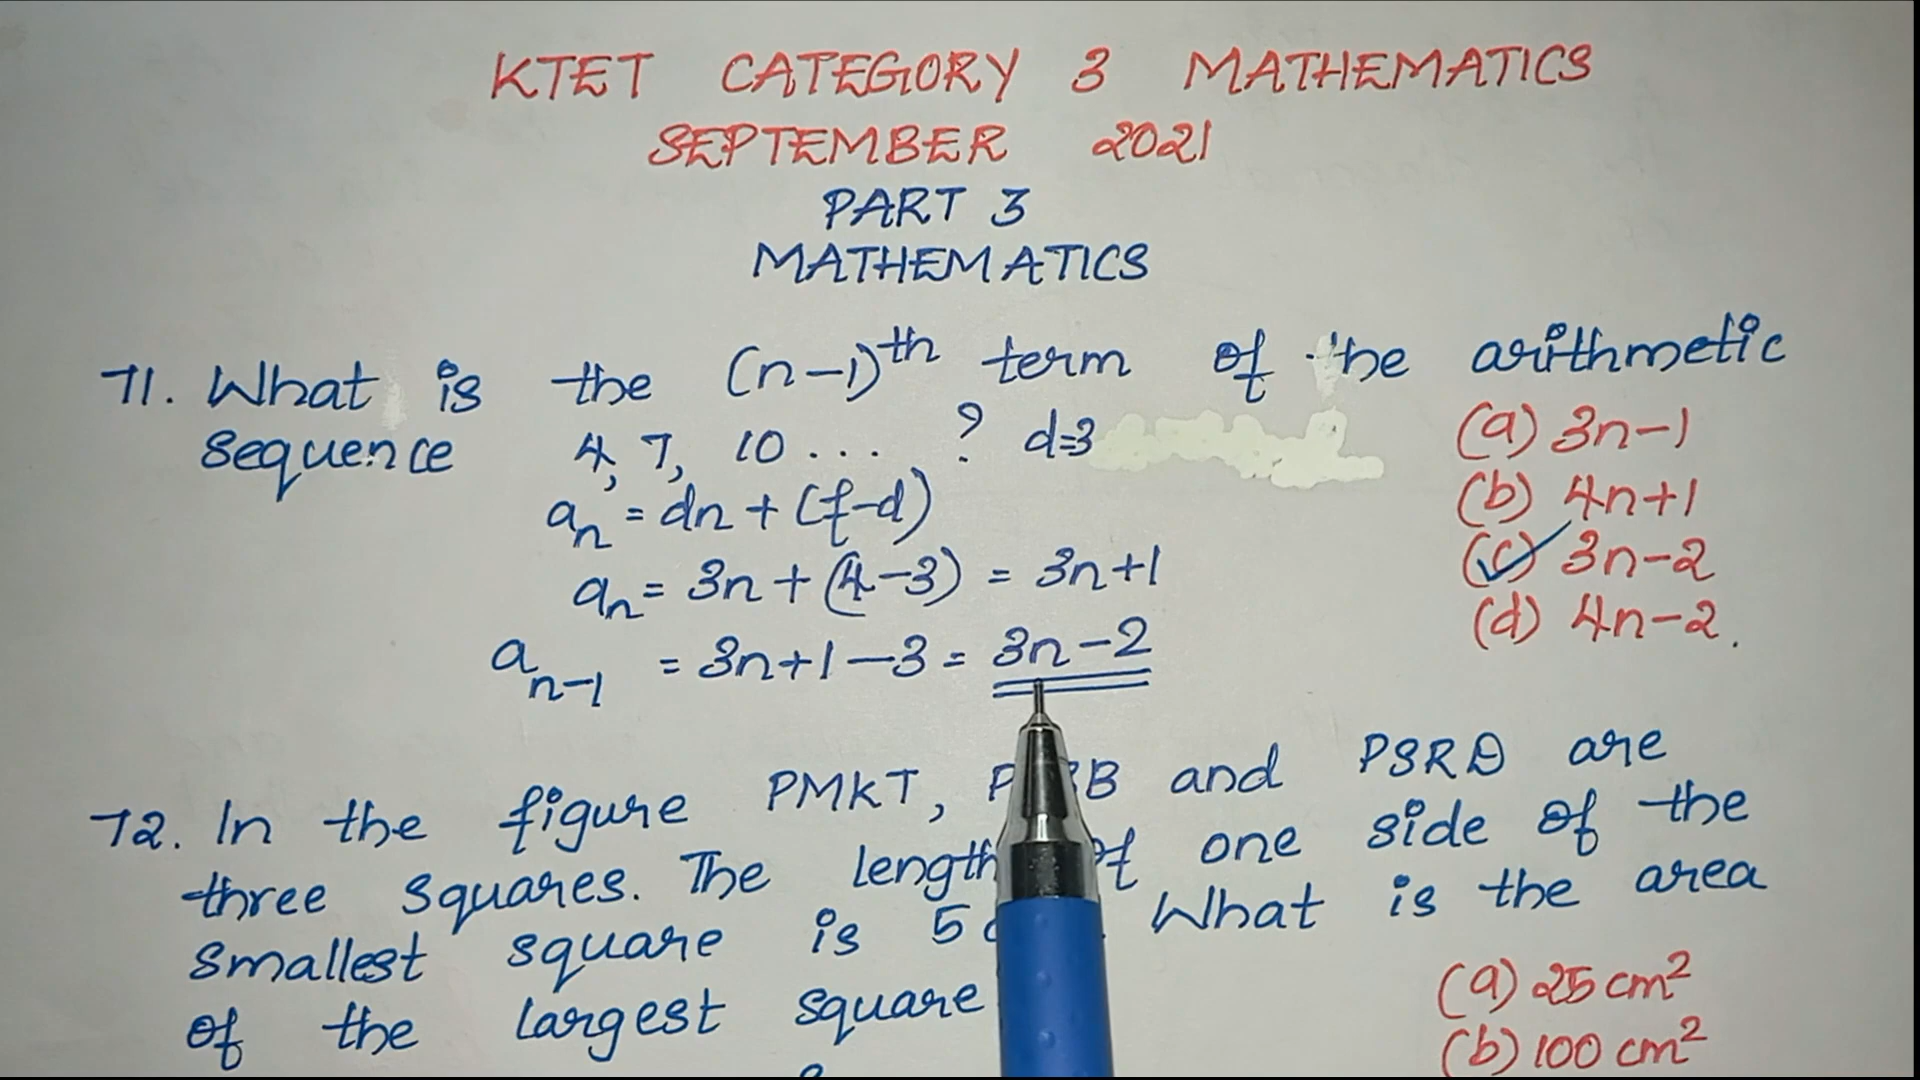 KTET CATEGORY 3 MATHEMATICS
SEPTEMBER 2021
PART 3
MATHEMATICS
71. What is the (n-1)th term of the arithmetic
sequence 4, 7, 10 ... ? d=3
(a) 3n-1
an = dn + (f-d)
(b) 4n+1
an = 3n + (4-3) = 3n+1
(c) 3n-2
an-1 = 3n+1-3 = 3n-2
(d) 4n-2.
72. In the figure PMKT, and PSRD are
three squares. The length of one side of the
smallest square is 5 What is the area
of the largest square
(a) 25 cm²
(b) 100 cm²